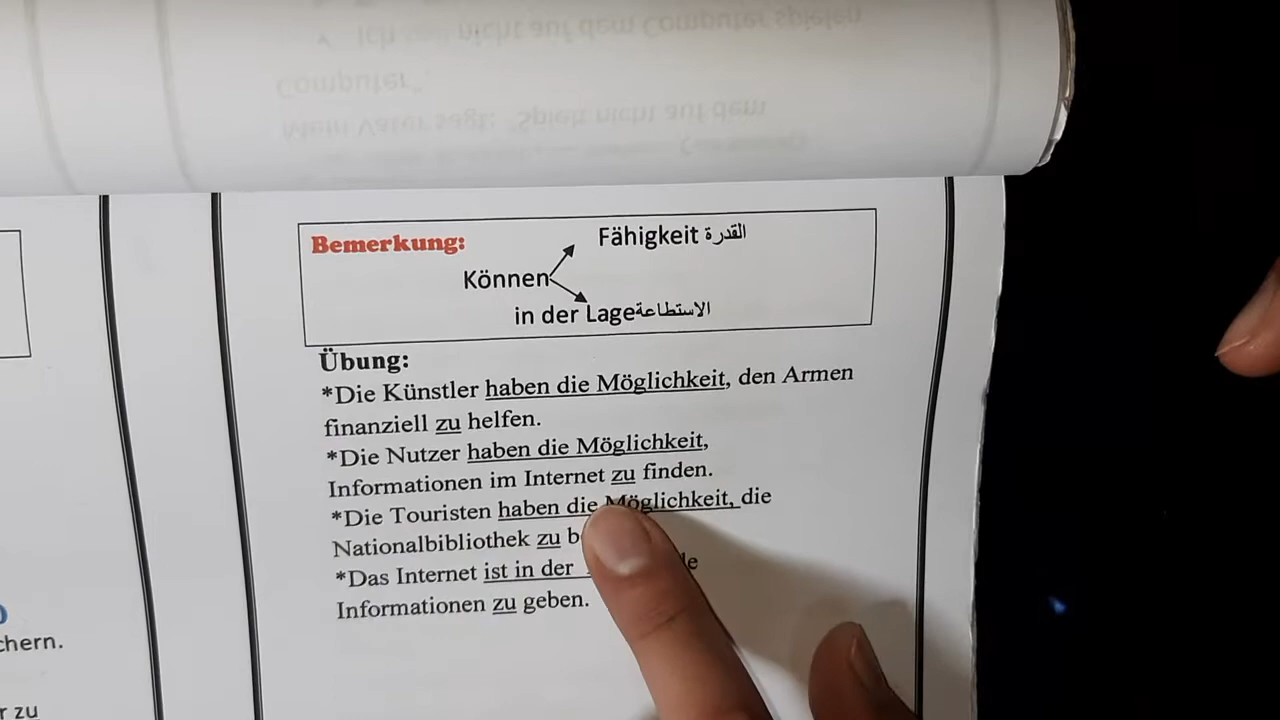 Bemerkung:
Fähigkeit القدرة
Können
in der Lage الاستطاعة
Übung:
*Die Künstler haben die Möglichkeit, den Armen
finanziell zu helfen.
*Die Nutzer haben die Möglichkeit,
Informationen im Internet zu finden.
*Die Touristen haben die Möglichkeit, die
Nationalbibliothek zu
*Das Internet ist in der
Informationen zu geben.
chern.
zu